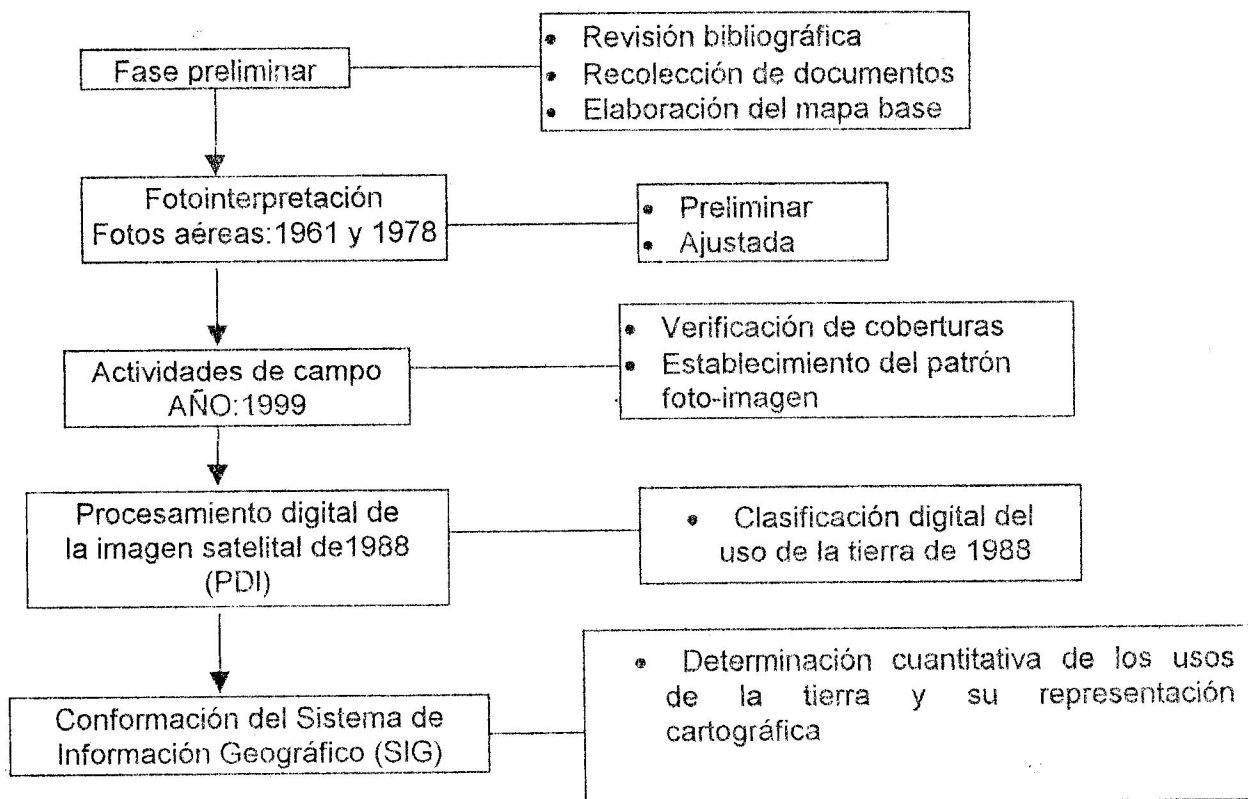 Fase preliminar
• Revisión bibliográfica
• Recolección de documentos
• Elaboración del mapa base
Fotointerpretación
Fotos aéreas:1961 y 1978
• Preliminar
• Ajustada
Actividades de campo
AÑO:1999
• Verificación de coberturas
• Establecimiento del patrón
foto-imagen
Procesamiento digital de
la imagen satelital de1988
(PDI)
• Clasificación digital del
uso de la tierra de 1988
Conformación del Sistema de
Información Geográfico (SIG)
• Determinación cuantitativa de los usos
de la tierra y su representación
cartográfica